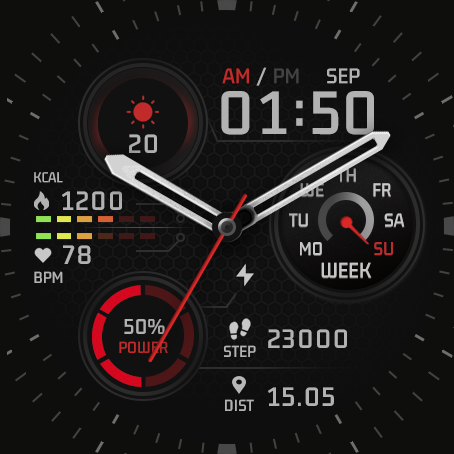 AM / PM SEP
01:50
20
KCAL
1200
78
BPM
TH
WE FR
TU SA
MO SU
WEEK
50%
POWER
STEP 23000
DIST 15.05